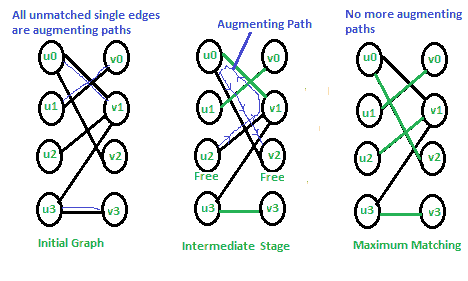 All unmatched single edges
are augmenting paths
u0
v0
u1
v1
u2
v2
u3
v3
Initial Graph
Augmenting Path
u0
v0
u1
v1
u2
v2
Free
Free
u3
v3
Intermediate Stage
No more augmenting
paths
u0
v0
u1
v1
u2
v2
u3
v3
Maximum Matching